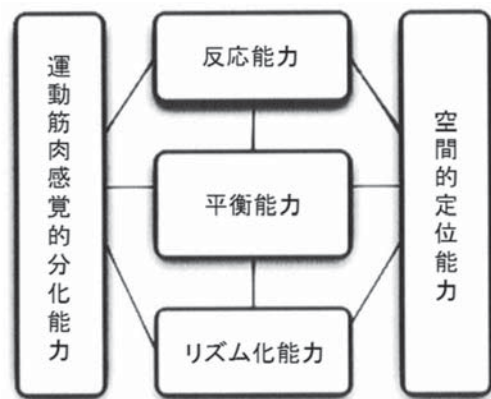 運動筋肉感覚的分化能力
反応能力
平衡能力
リズム化能力
空間的定位能力